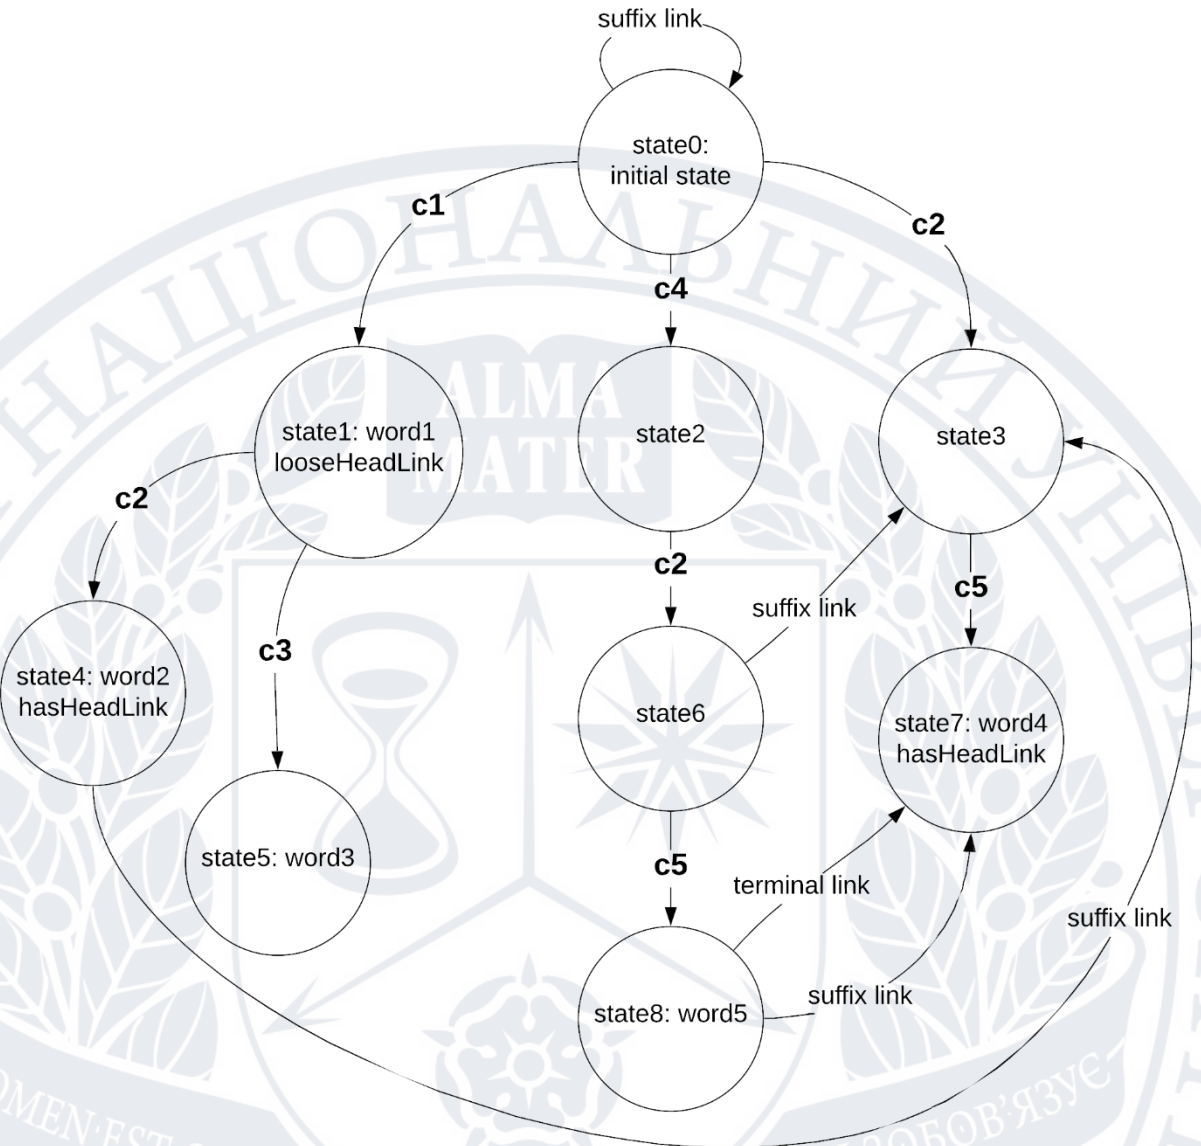 suffix link
state0:
initial state
c1
c2
c4
НАЦІОНАЛЬНИЙ
ALMA
MATER
state1: word1
looseHeadLink
state2
state3
c2
c2
c5
suffix link
c3
state4: word2
hasHeadLink
state6
state7: word4
hasHeadLink
state5: word3
c5
terminal link
suffix link
suffix link
state8: word5